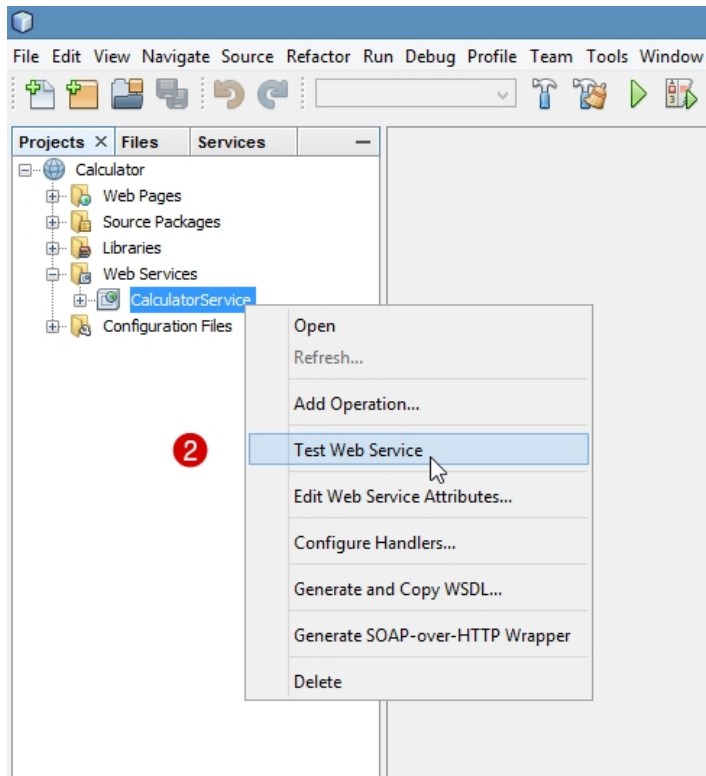 File Edit View Navigate Source Refactor Run Debug Profile Team Tools Window
Projects × Files Services
Calculator
Web Pages
Source Packages
Libraries
Web Services
CalculatorService
Configuration Files
Open
Refresh...
Add Operation...
2
Test Web Service
Edit Web Service Attributes...
Configure Handlers...
Generate and Copy WSDL...
Generate SOAP-over-HTTP Wrapper
Delete